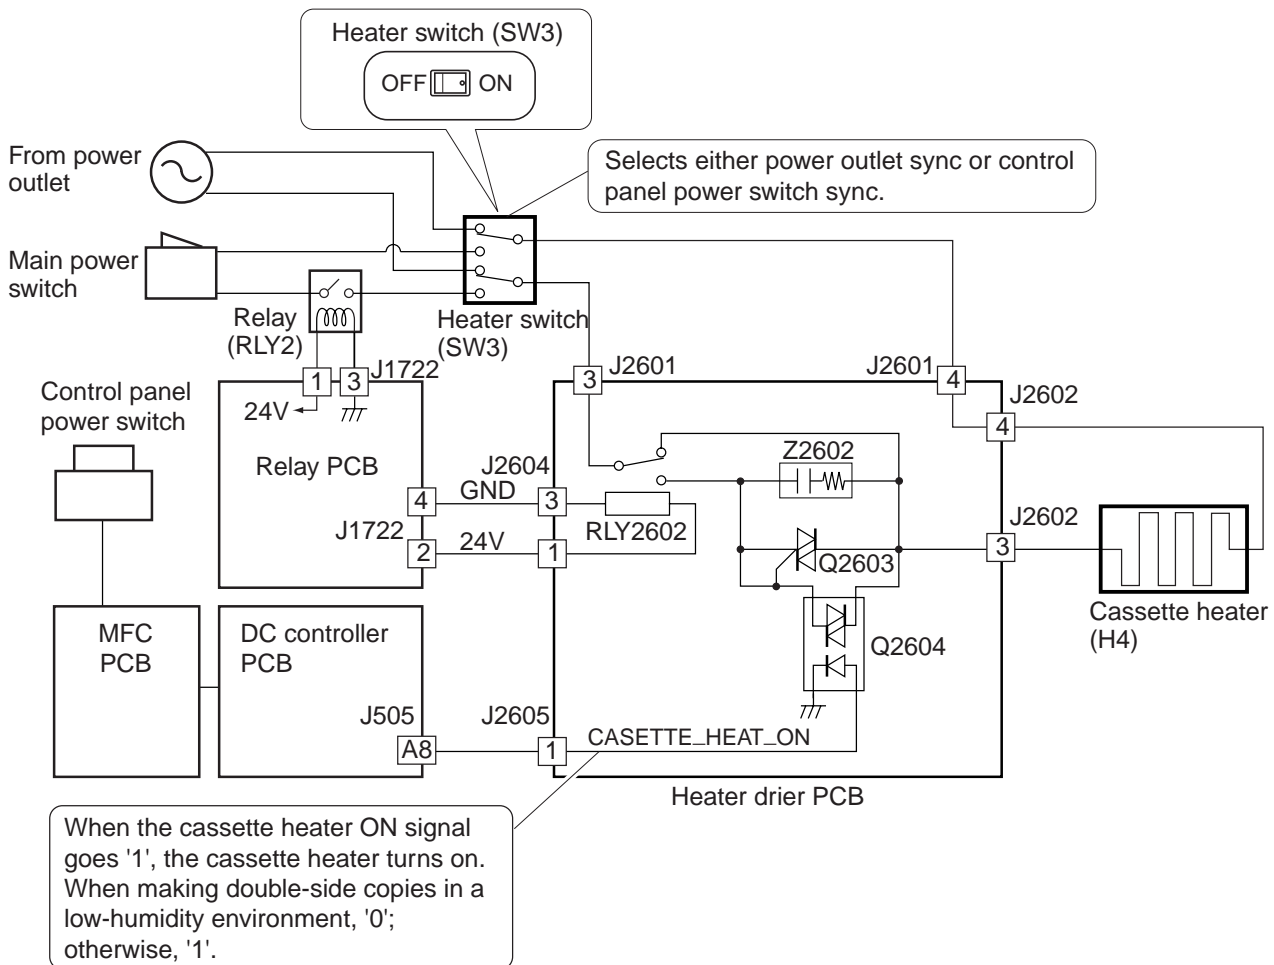 Heater switch (SW3)
OFF ON
From power
outlet
Selects either power outlet sync or control
panel power switch sync.
Main power
switch
Relay
(RLY2)
Heater switch
(SW3)
1 3 J1722
24V
Control panel
power switch
Relay PCB
3 J2601
J2601 4
J2602
4
Z2602
J2604
4 GND 3
RLY2602
J1722
2 24V 1
Q2603
J2602
3
Cassette heater
(H4)
Q2604
MFC
PCB
DC controller
PCB
J505
A8
J2605
1 CASETTE_HEAT_ON
Heater drier PCB
When the cassette heater ON signal
goes '1', the cassette heater turns on.
When making double-side copies in a
low-humidity environment, '0';
otherwise, '1'.